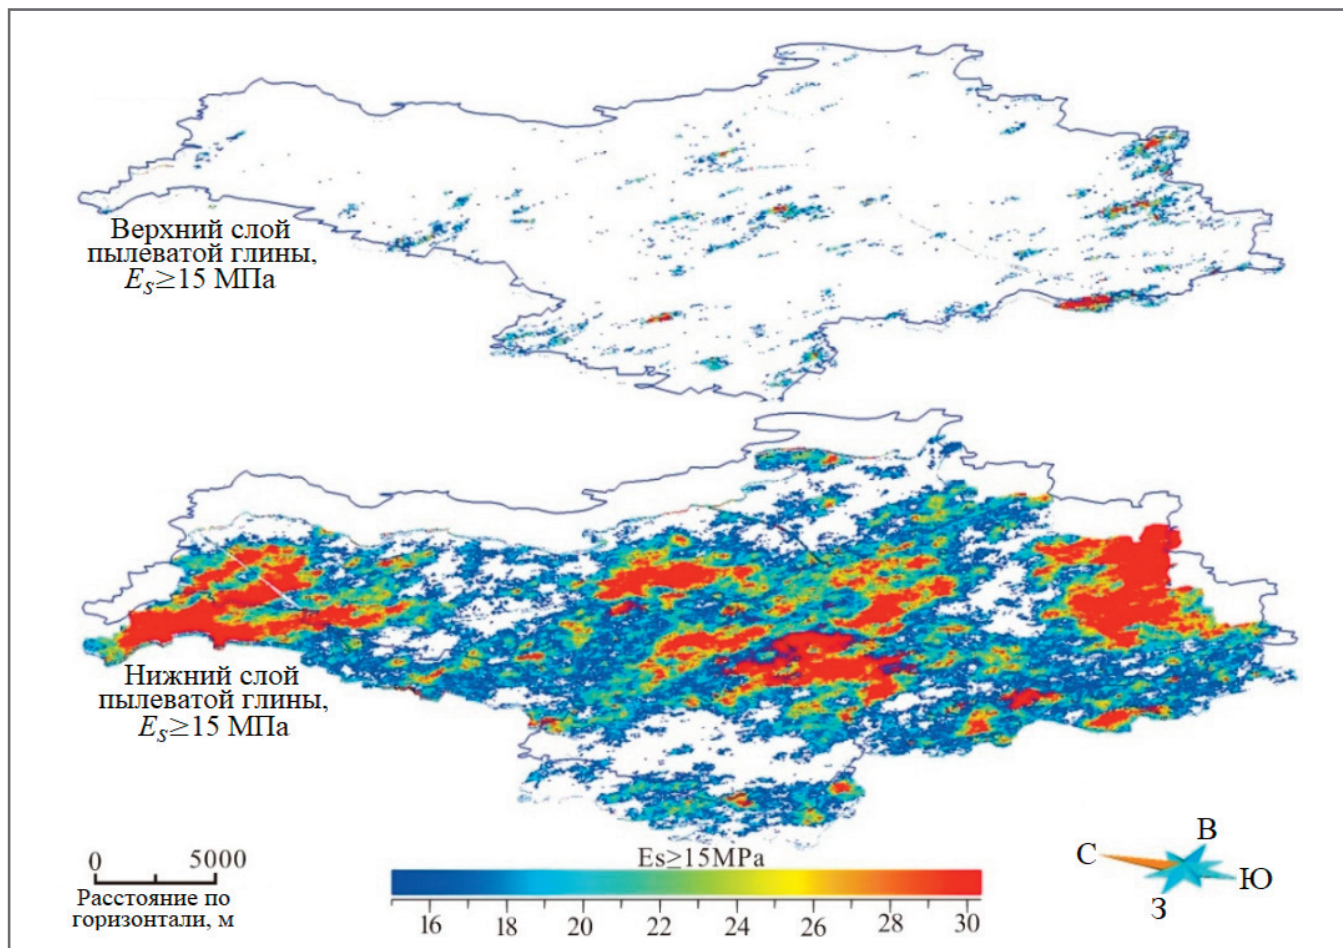 Верхний слой
пылеватой глины,
Es≥15 МПа
Нижний слой
пылеватой глины,
Es≥15 МПа
0 5000
Расстояние по
горизонтали, м
Es≥15MPa
16 18 20 22 24 26 28 30
В
С
Ю
З